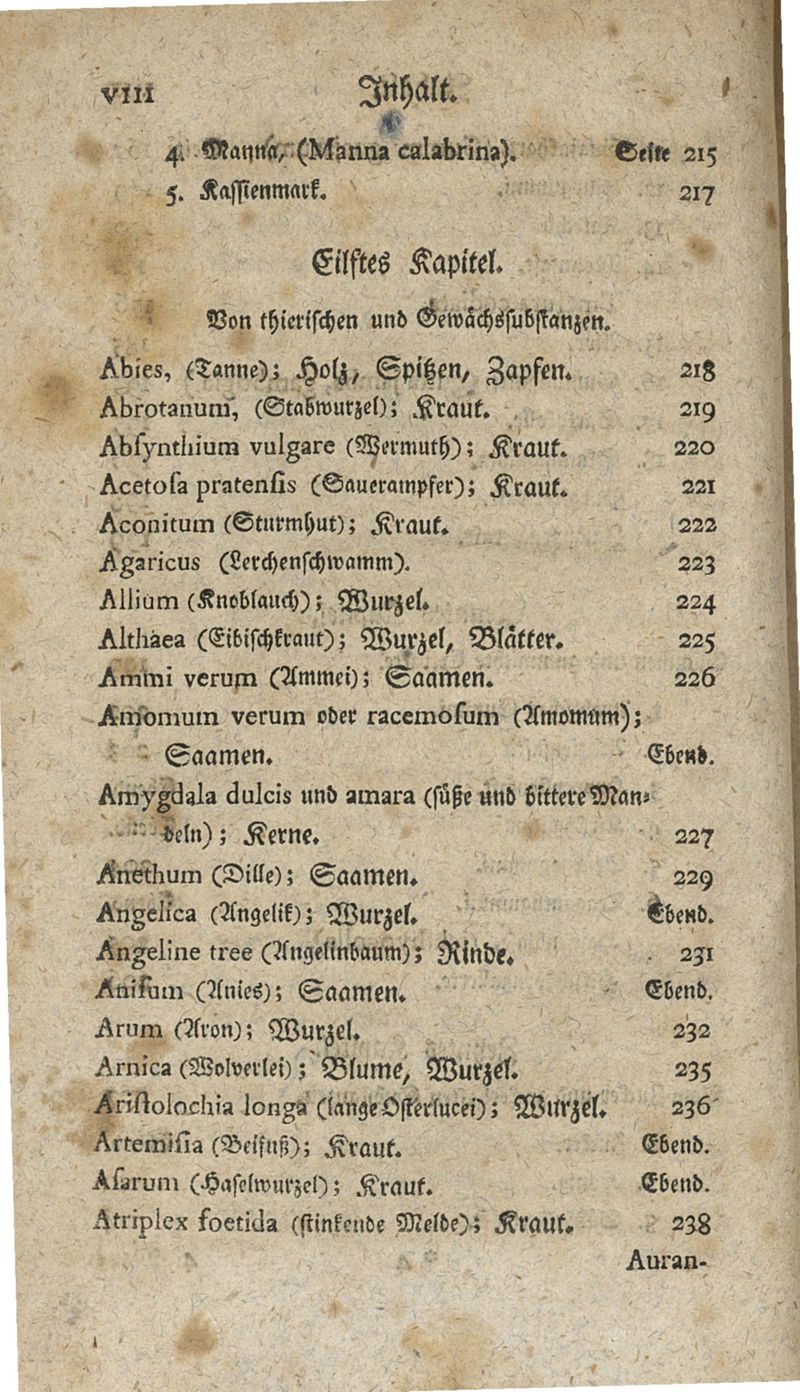 VIII Inhalt.
4. Manna, (Manna calabrina). Seite 215
5. Kassienmark. 217
Eilftes Kapitel.
Von thierischen und Gewächssubstanzen.
Abies, (Tanne); Holz, Spitzen, Zapfen. 218
Abrotanum, (Stabwurzel); Kraut. 219
Abſynthium vulgare (Wermuth); Kraut. 220
Acetoſa pratenſis (Sauerampfer); Kraut. 221
Aconitum (Sturmhut); Kraut. 222
Agaricus (Lerchenschwamm). 223
Allium (Knoblauch); Wurzel. 224
Althaea (Eibischkraut); Wurzel, Blätter. 225
Ammi verum (Ammei); Saamen. 226
Amomum verum oder racemoſum (Amomum);
Saamen. Ebend.
Amygdala dulcis und amara (süße und bittere Man-
deln); Kerne. 227
Anethum (Dille); Saamen. 229
Angelica (Angelik); Wurzel. Ebend.
Angeline tree (Angelinbaum); Rinde. 231
Aniſum (Anies); Saamen. Ebend.
Arum (Aron); Wurzel. 232
Arnica (Wolverlei); Blume, Wurzel. 235
Ariſtolochia longa (lange Osterlucei); Wurzel. 236
Artemiſia (Beifuß); Kraut. Ebend.
Aſarum (Haselwurzel); Kraut. Ebend.
Atriplex foetida (stinkende Melde); Kraut. 238
Auran-